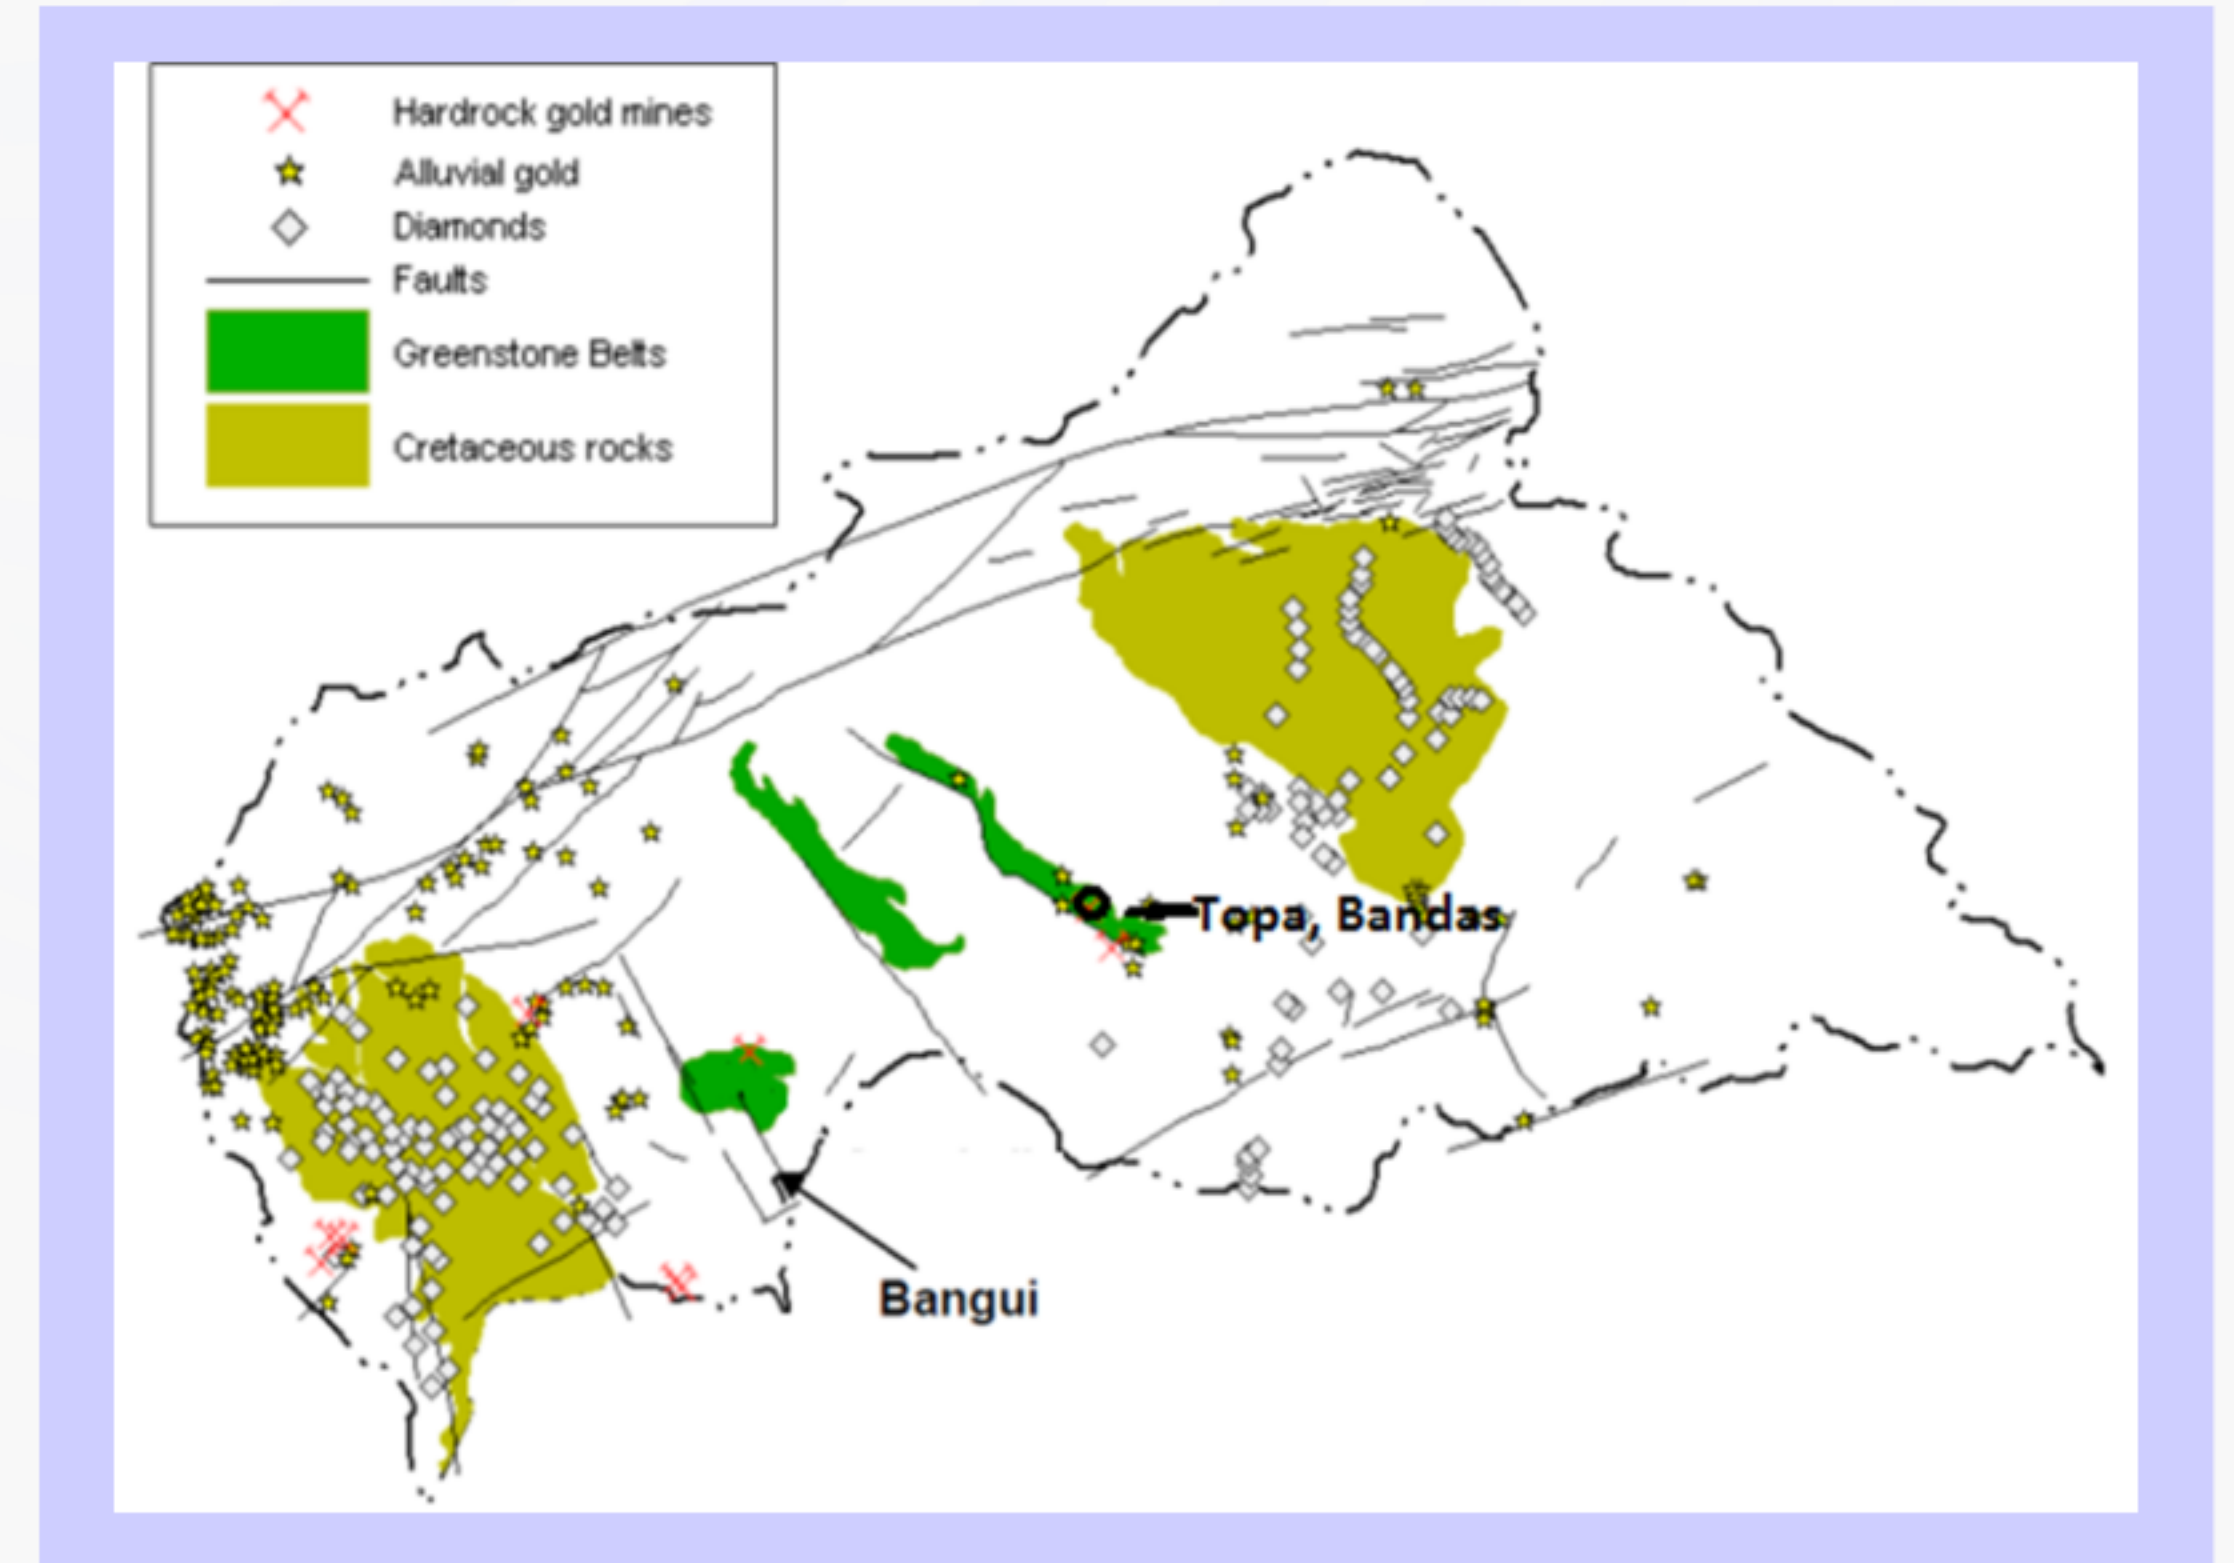 Hardrock gold mines
Alluvial gold
Diamonds
Faults
Greenstone Belts
Cretaceous rocks
Topa, Bandas
Bangui